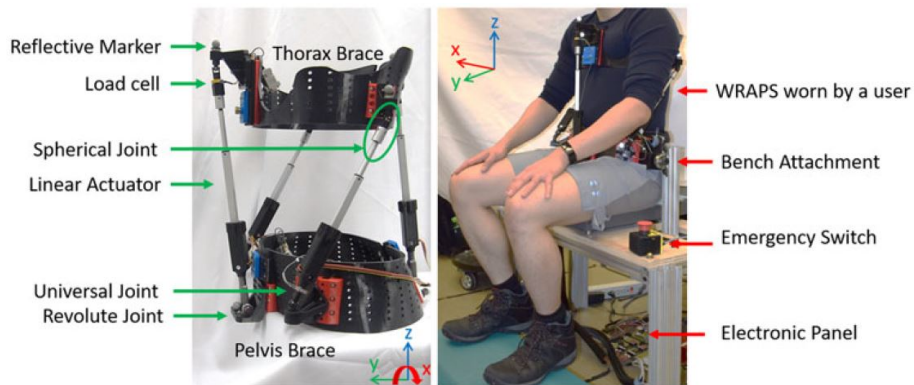 Reflective Marker
Thorax Brace
Load cell
Spherical Joint
Linear Actuator
Universal Joint
Revolute Joint
Pelvis Brace
z
y
x
z
x
y
WRAPS worn by a user
Bench Attachment
Emergency Switch
Electronic Panel